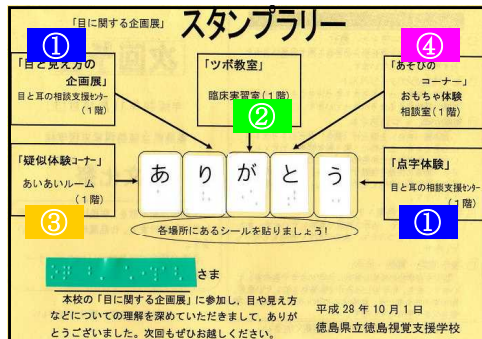 「目に関する企画展」 スタンプラリー
①
「目と見え方の
企画展」
目と耳の相談支援センター
(1階)
「ツボ教室」
臨床実習室(1階)
②
④
「あそびの
コーナー」
おもちゃ体験
相談室(1階)
「疑似体験コーナー」
あいあいルーム
(1階)
③
あ り が と う
「点字体験」
目と耳の相談支援センター
(1階)
①
各場所にあるシールを貼りましょう!
さま
本校の「目に関する企画展」に参加し、目や見え方
などについての理解を深めていただきまして、ありが
とうございました。次回もぜひお越しください。
平成28年10月1日
徳島県立徳島視覚支援学校